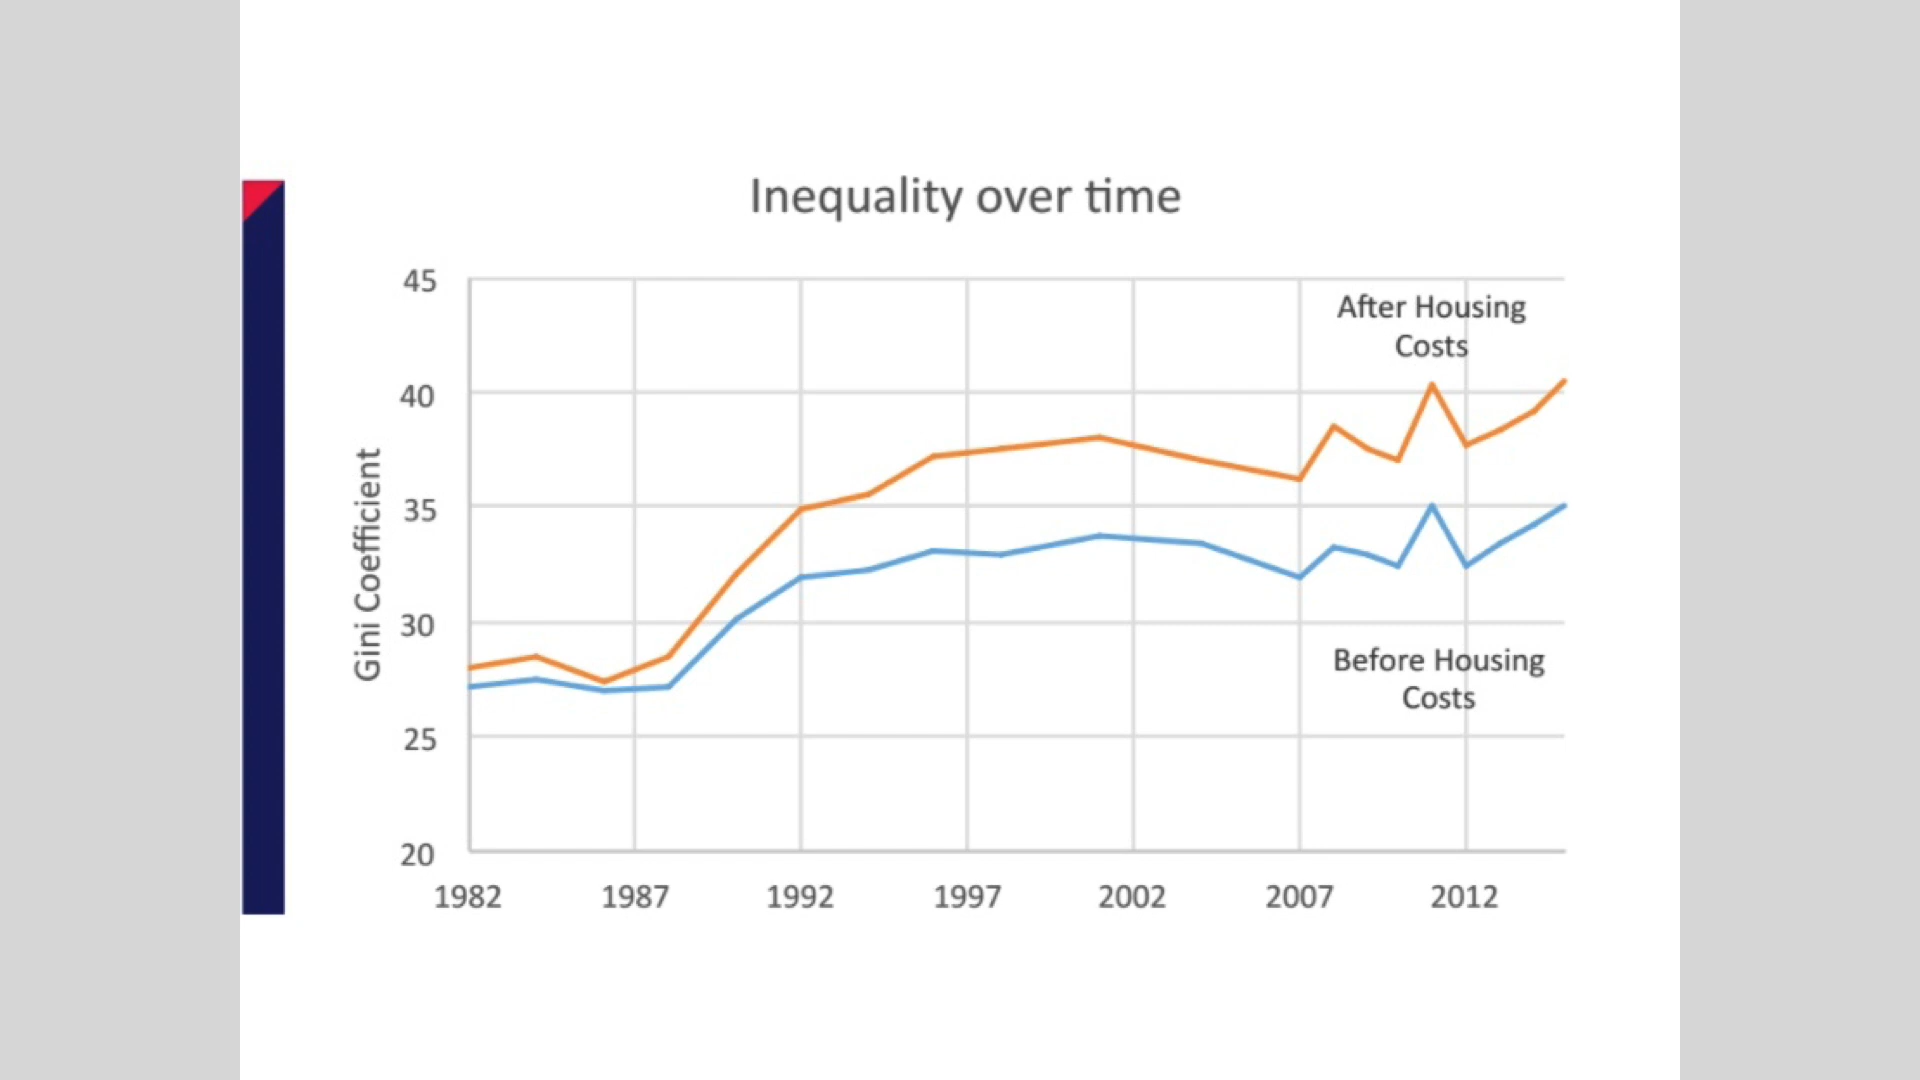 Inequality over time
45
40
35
30
25
20
Gini Coefficient
After Housing
Costs
Before Housing
Costs
1982 1987 1992 1997 2002 2007 2012